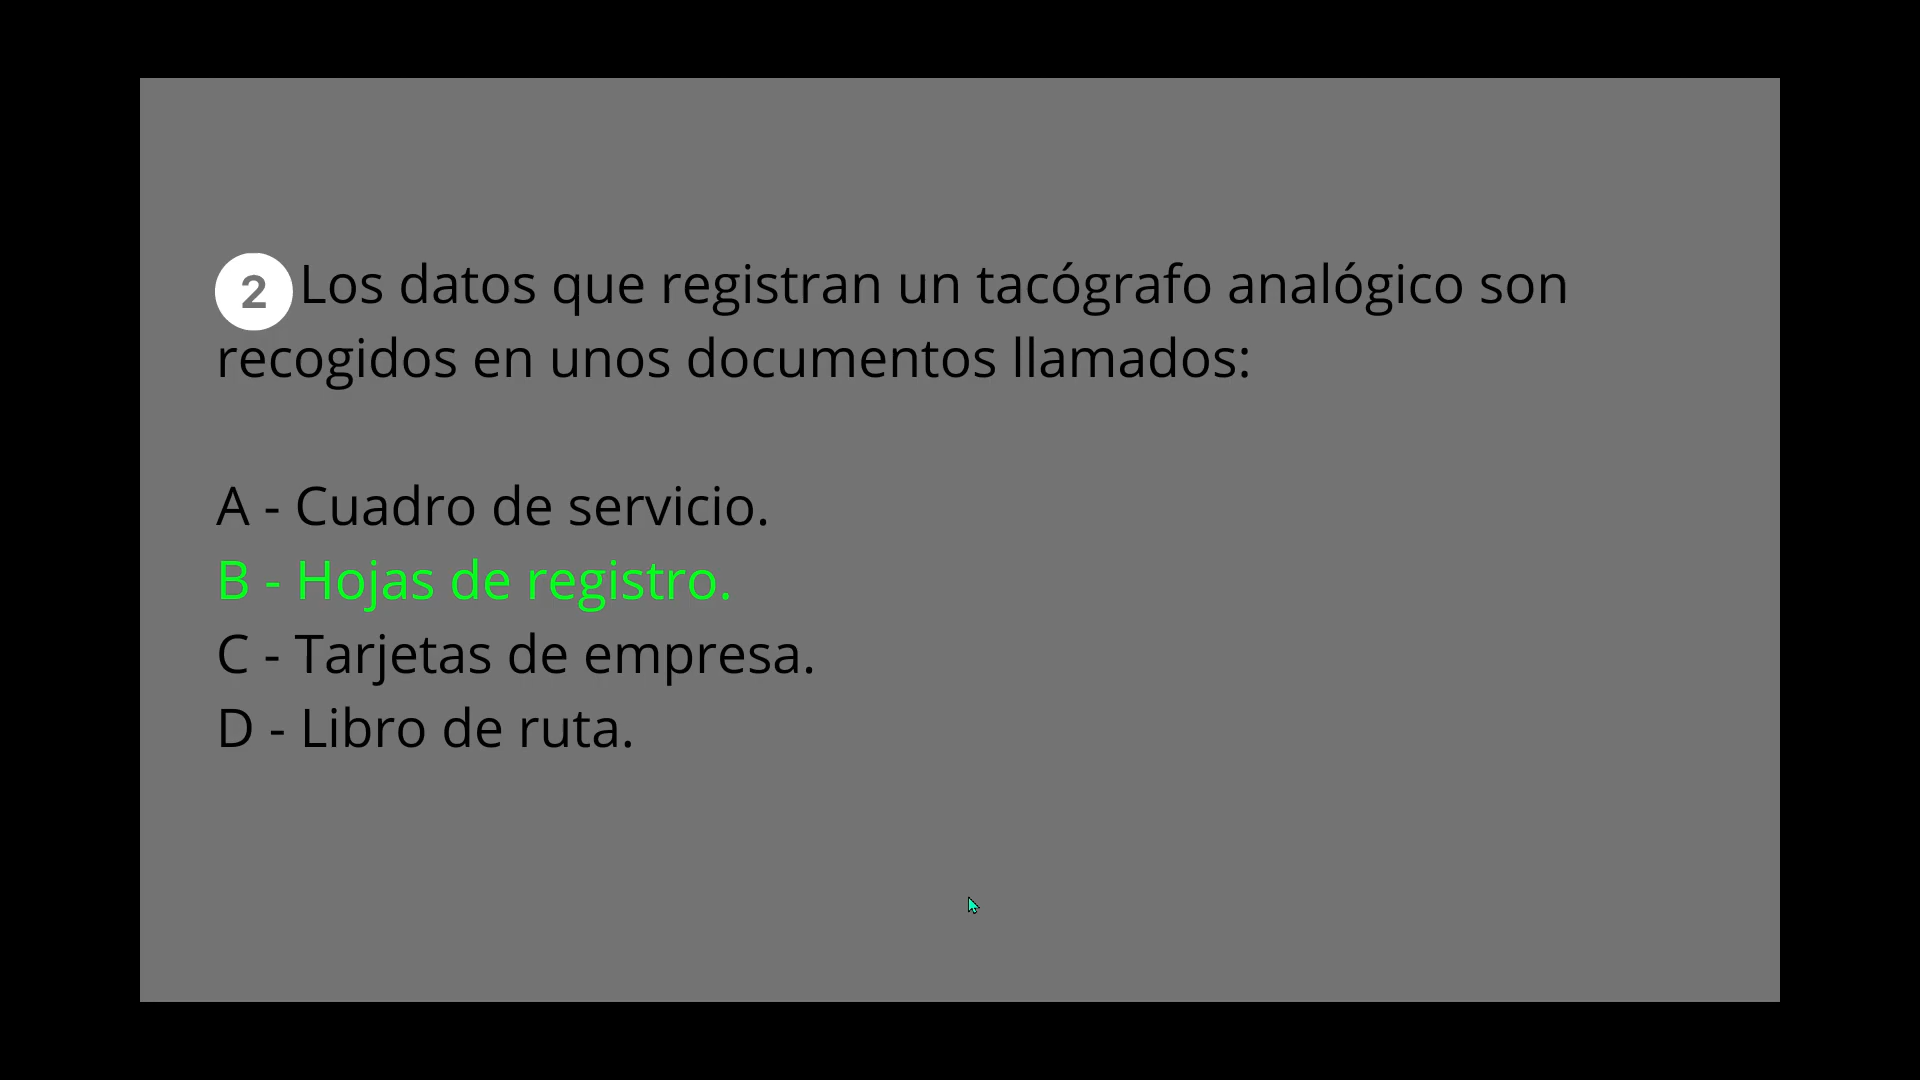 2 Los datos que registran un tacógrafo analógico son
recogidos en unos documentos llamados:
A - Cuadro de servicio.
B - Hojas de registro.
C - Tarjetas de empresa.
D - Libro de ruta.